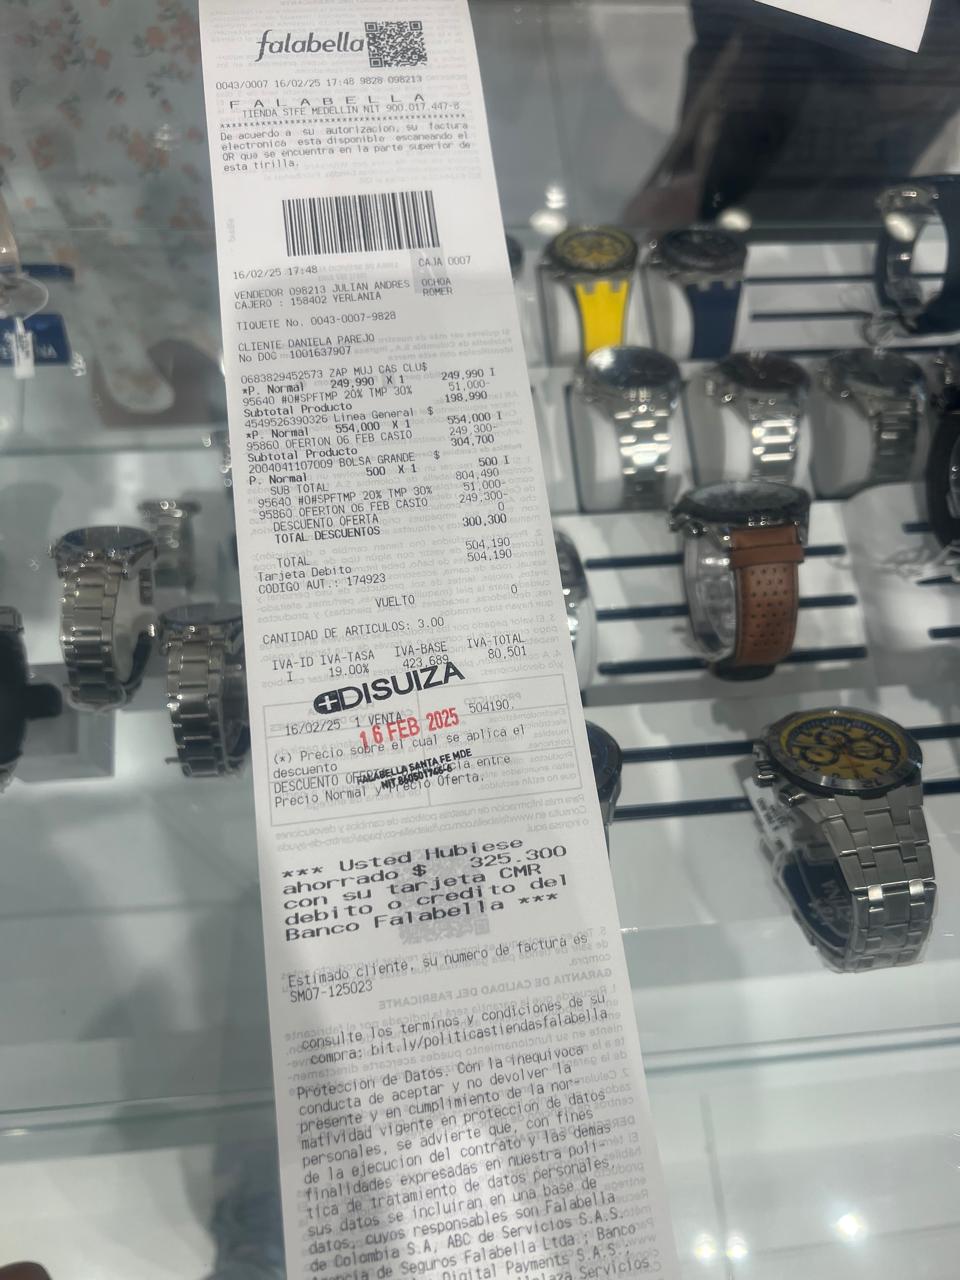 falabella
0043/0007 16/02/25 17:48 9828 098213
F A L A B E L L A
TIENDA STFE MEDELLIN NIT 900.017.447-8
****************************************
De acuerdo a su autorizacion, su factura
electronica esta disponible escaneando el
QR que se encuentra en la parte superior de
esta tirilla.
16/02/25 17:48 CAJA 0007
VENDEDOR 098213 JULIAN ANDRES OCHOA
CAJERO : 158402 YERLANIA ROMER
TIQUETE No. 0043-0007-9828
CLIENTE DANIELA PAREJO
No DOC 1001637907
0683829452573 ZAP MUJ CAS CLU$
*P. Normal 249,990 X 1 249,990 I
95640 #O#SPFTMP 20% TMP 30% 51,000-
Subtotal Producto 198,990
4549526390326 Linea General $
*P. Normal 554,000 X 1 554,000 I
95860 OFERTON 06 FEB CASIO 249,300-
Subtotal Producto 304,700
2004041107009 BOLSA GRANDE $
P. Normal 500 X 1 500 I
SUB TOTAL 804,490
95640 #O#SPFTMP 20% TMP 30% 51,000-
95860 OFERTON 06 FEB CASIO 249,300-
DESCUENTO OFERTA 0
TOTAL DESCUENTOS 300,300
TOTAL 504,190
Tarjeta Debito 504,190
CODIGO AUT.: 174923
VUELTO 0
CANTIDAD DE ARTICULOS: 3.00
IVA-ID IVA-TASA IVA-BASE IVA-TOTAL
I 19.00% 423,689 80,501
DISUIZA
16/02/25 1 VENTA 504190.
16 FEB 2025
(*) Precio sobre el cual se aplica el
descuento
FALABELLA SANTA FE MDE
DESCUENTO entre
Precio Normal y Precio Oferta.
*** Usted Hubiese
ahorrado $ 325.300
con su tarjeta CMR
debito o credito del
Banco Falabella ***
Estimado cliente, su numero de factura es
SM07-125023
consulte los terminos y condiciones de su
compra: bit.ly/politicastiendasfalabella
Proteccion de Datos: Con la inequivoca
conducta de aceptar y no devolver la
presente y en cumplimiento de la nor-
matividad vigente en proteccion de datos
personales, se advierte que, con fines
de la ejecucion del contrato y las demas
finalidades expresadas en nuestra poli-
tica de tratamiento de datos personales
sus datos se incluiran en una base de
datos, cuyos responsables son Falabella
de Colombia S.A, ABC de Servicios S.A.S.
Agencia de Seguros Falabella Ltda.; Banco
Digital Payments S.A.S.
Servicios